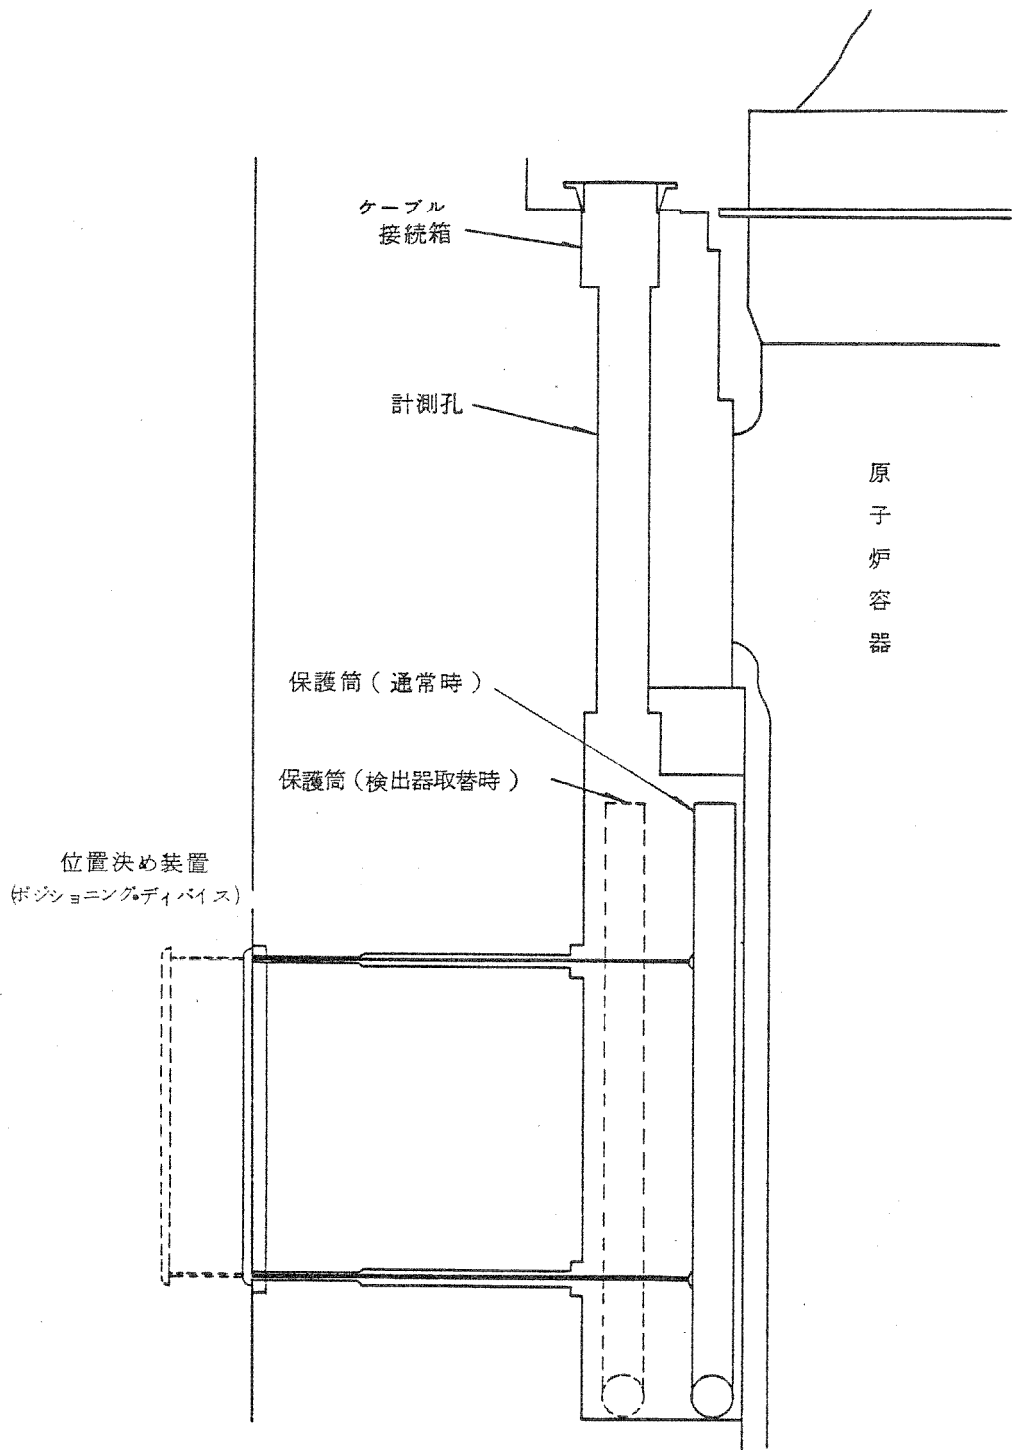 ケーブル
接続箱
計測孔
原子炉容器
保護筒(通常時)
保護筒(検出器取替時)
位置決め装置
(ポジショニング・ディバイス)